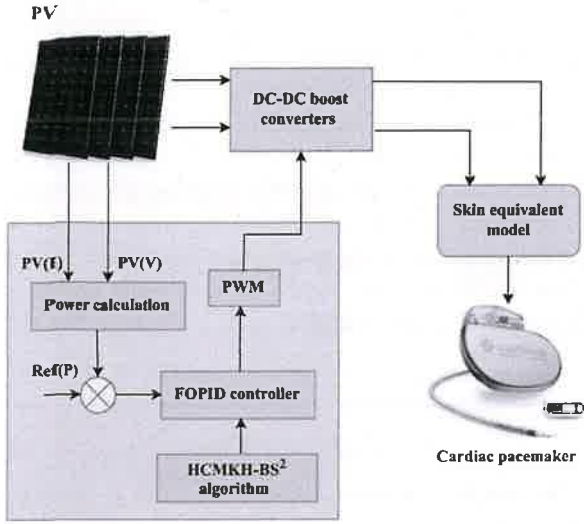 PV
DC-DC boost
converters
Skin equivalent
model
PV(I)
PV(V)
Power calculation
PWM
Ref(P)
FOPID controller
HCMKH-BS²
algorithm
Cardiac pacemaker